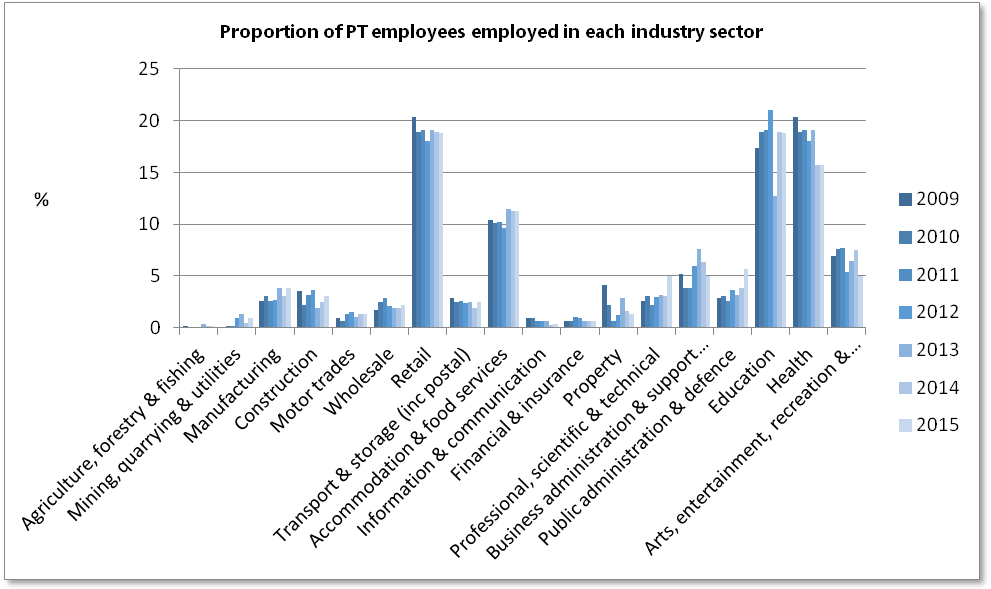 Proportion of PT employees employed in each industry sector
25
20
15
10
5
0
%
Agriculture, forestry & fishing
Mining, quarrying & utilities
Manufacturing
Construction
Motor trades
Wholesale
Retail
Transport & storage (inc postal)
Accommodation & food services
Information & communication
Financial & insurance
Property
Professional, scientific & technical
Business administration & support...
Public administration & defence
Education
Health
Arts, entertainment, recreation &...
2009
2010
2011
2012
2013
2014
2015